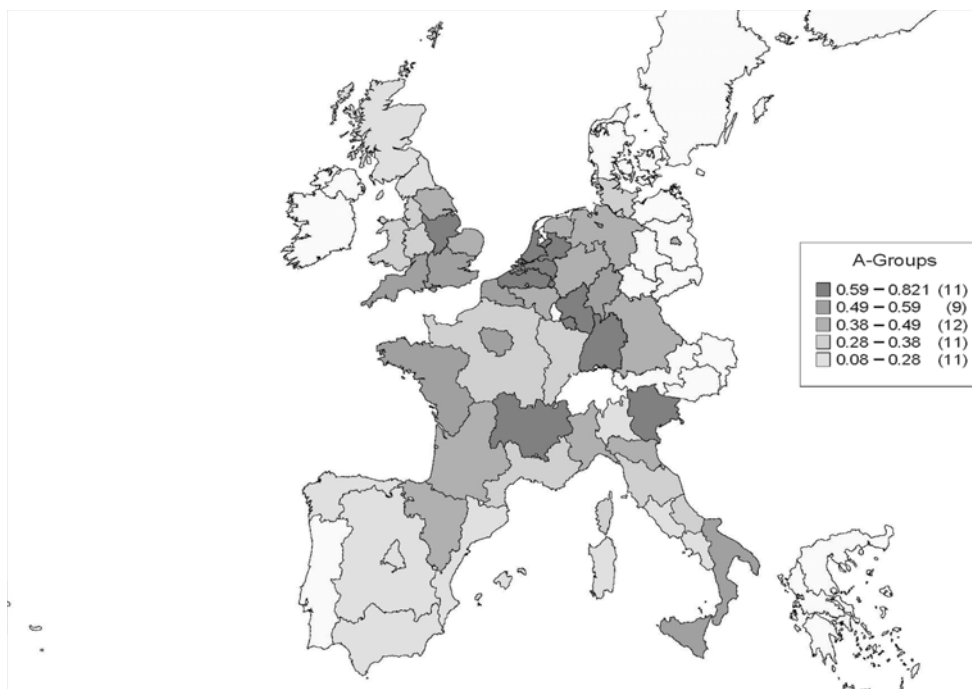 A-Groups
0.59 – 0.821 (11)
0.49 – 0.59 (9)
0.38 – 0.49 (12)
0.28 – 0.38 (11)
0.08 – 0.28 (11)